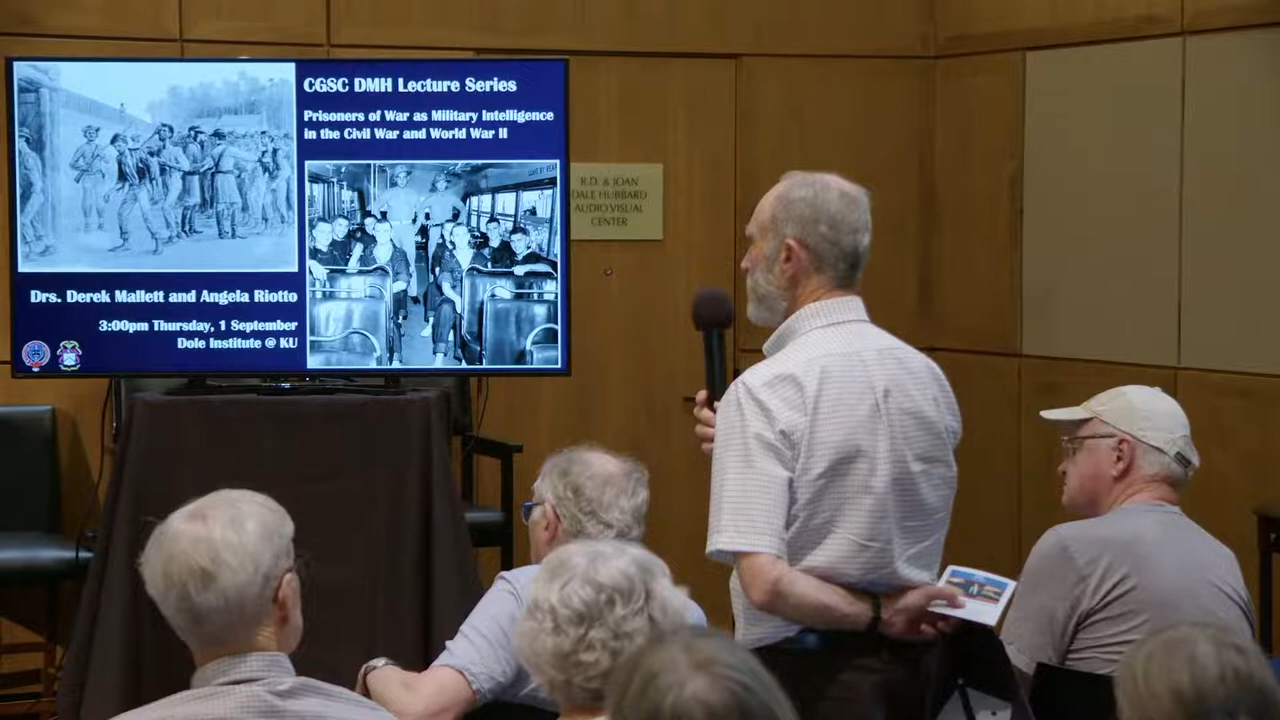 CGSC DMH Lecture Series
Prisoners of War as Military Intelligence
in the Civil War and World War II
Drs. Derek Mallett and Angela Riotto
3:00pm Thursday, 1 September
Dole Institute @ KU
R.D. & JOAN
DALE HUBBARD
AUDIO VISUAL
CENTER